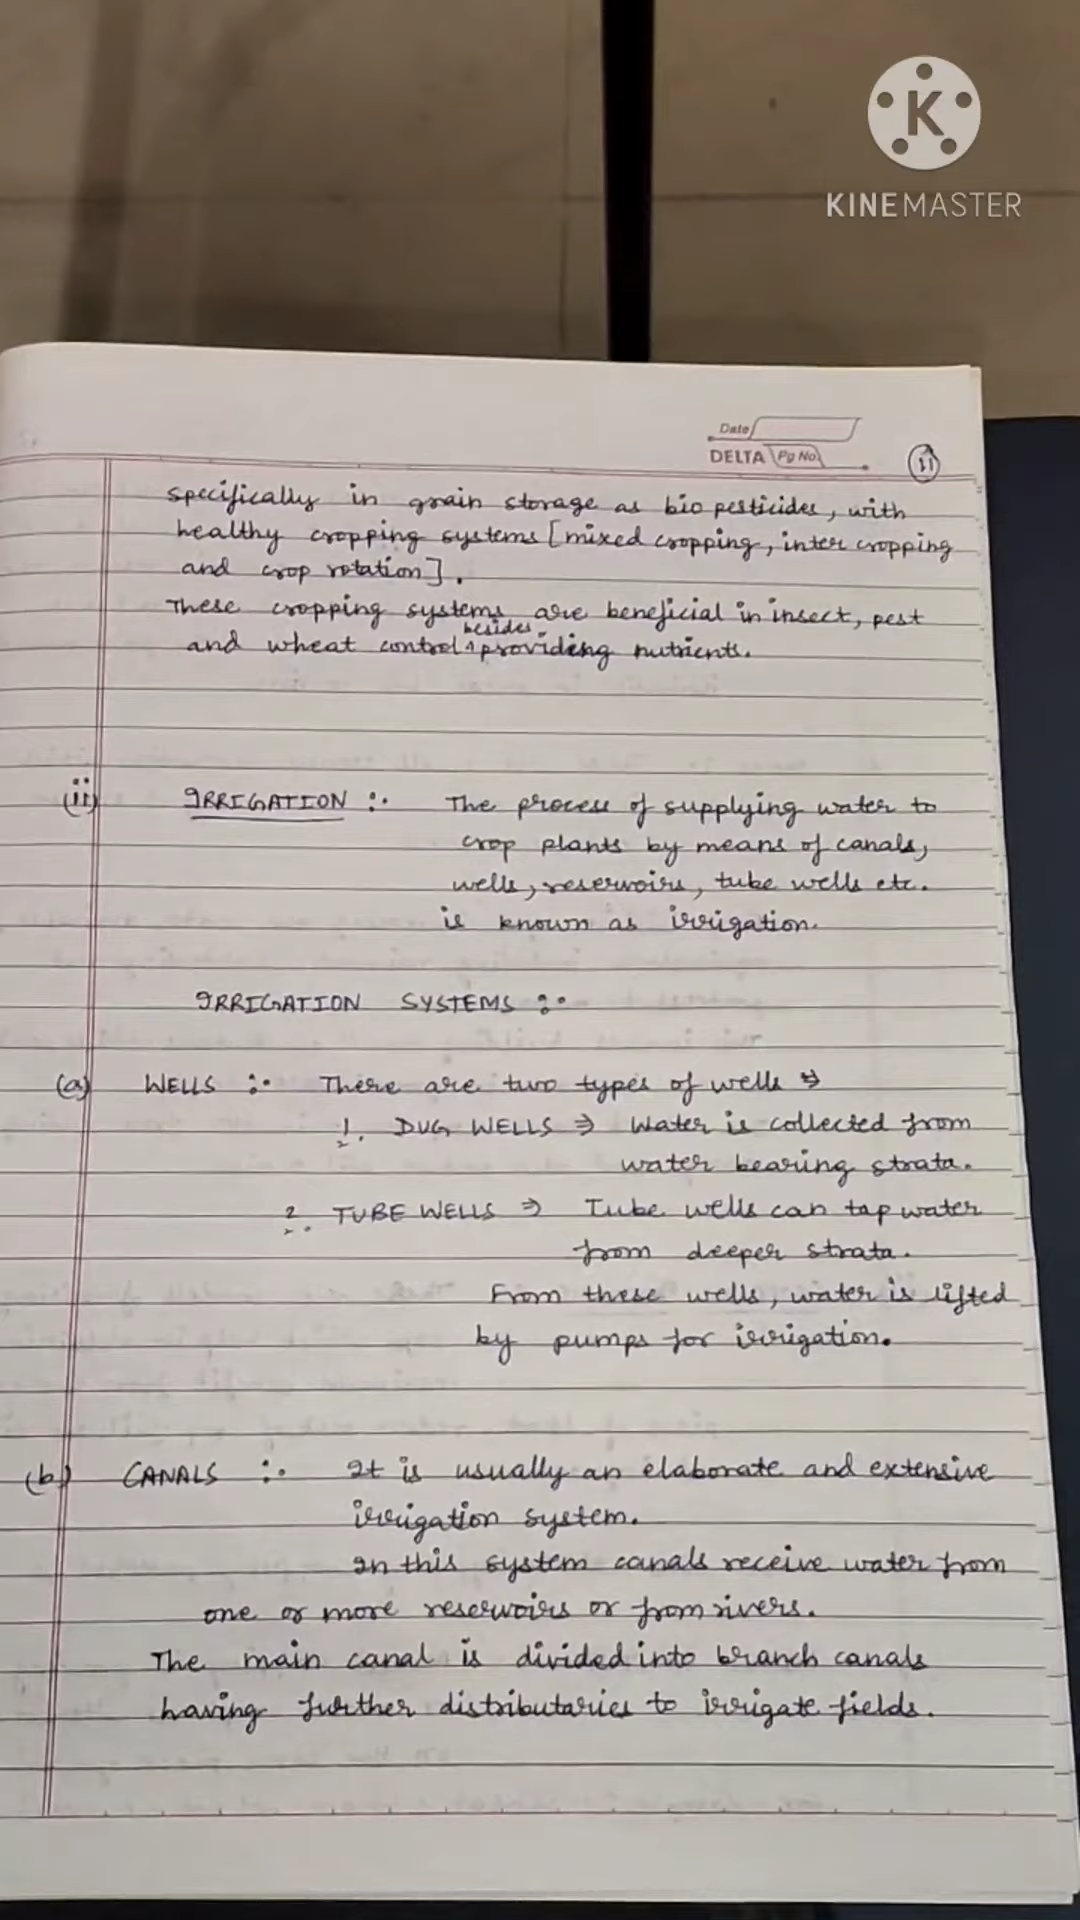 K
KINEMASTER
Date
DELTA Pg No.
11
specifically in grain storage as bio pesticides, with
healthy cropping systems [mixed cropping, inter cropping
and crop rotation].
These cropping systems are beneficial in insect, pest
besides
and wheat control providing nutrients.
(ii) IRRIGATION :- The process of supplying water to
crop plants by means of canals,
wells, reservoirs, tube wells etc.
is known as irrigation.
IRRIGATION SYSTEMS :-
(a) WELLS :- There are two types of wells ⇒
1. DUG WELLS ⇒ Water is collected from
water bearing strata.
2. TUBE WELLS ⇒ Tube wells can tap water
from deeper strata.
From these wells, water is lifted
by pumps for irrigation.
(b) CANALS :- It is usually an elaborate and extensive
irrigation system.
In this system canals receive water from
one or more reservoirs or from rivers.
The main canal is divided into branch canals
having further distributaries to irrigate fields.